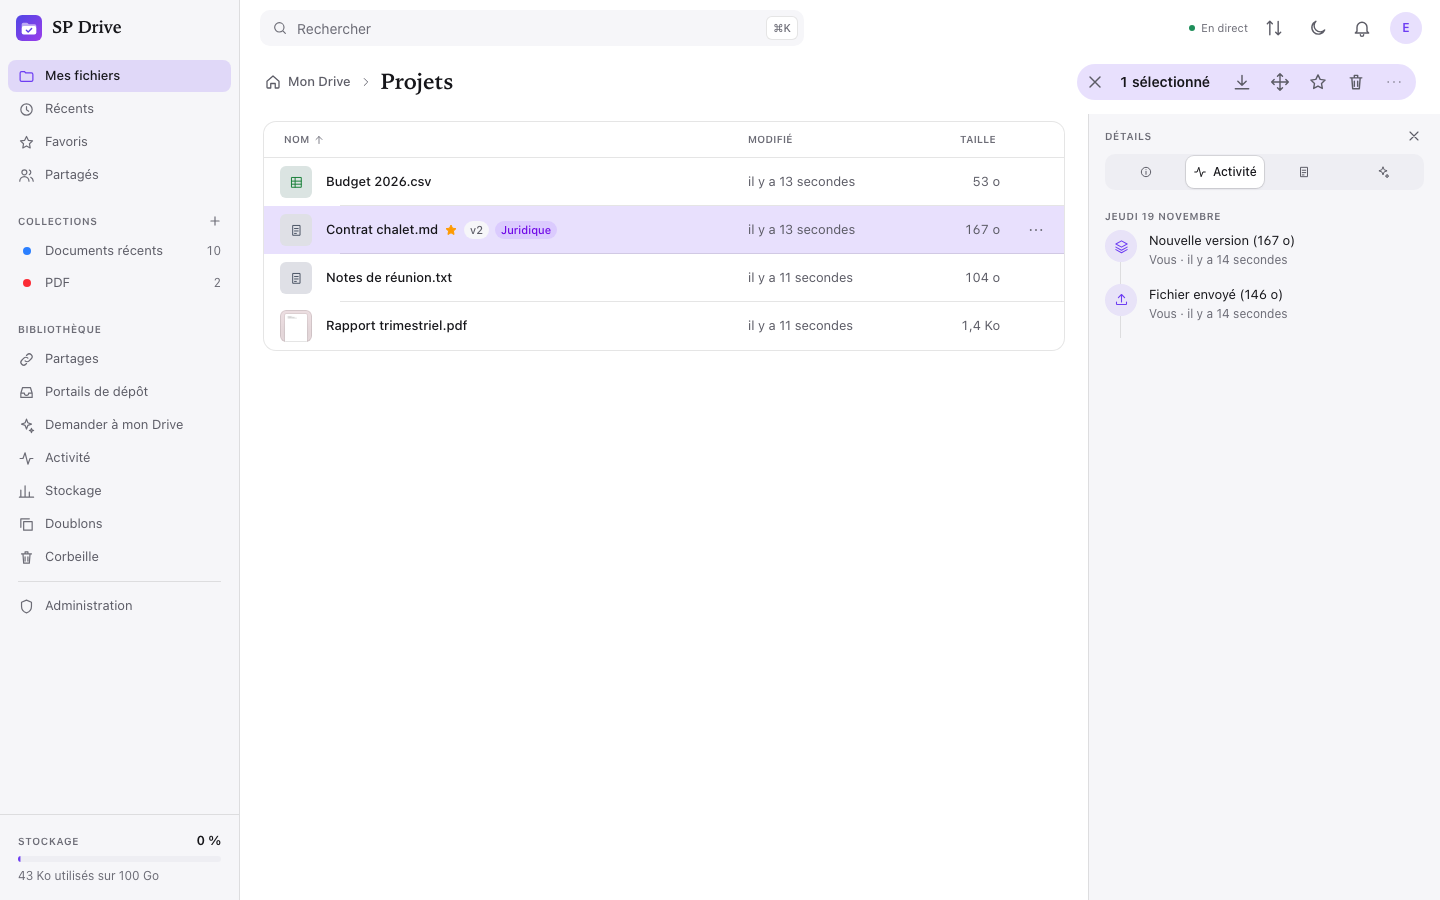 SP Drive
Mes fichiers
Récents
Favoris
Partagés
COLLECTIONS
Documents récents 10
PDF 2
BIBLIOTHÈQUE
Partages
Portails de dépôt
Demander à mon Drive
Activité
Stockage
Doublons
Corbeille
Administration
STOCKAGE 0 %
43 Ko utilisés sur 100 Go
Rechercher ⌘K
En direct
E
Mon Drive Projets
1 sélectionné
NOM MODIFIÉ TAILLE
Budget 2026.csv il y a 13 secondes 53 o
Contrat chalet.md v2 Juridique il y a 13 secondes 167 o
Notes de réunion.txt il y a 11 secondes 104 o
Rapport trimestriel.pdf il y a 11 secondes 1,4 Ko
DÉTAILS
Activité
JEUDI 19 NOVEMBRE
Nouvelle version (167 o)
Vous · il y a 14 secondes
Fichier envoyé (146 o)
Vous · il y a 14 secondes